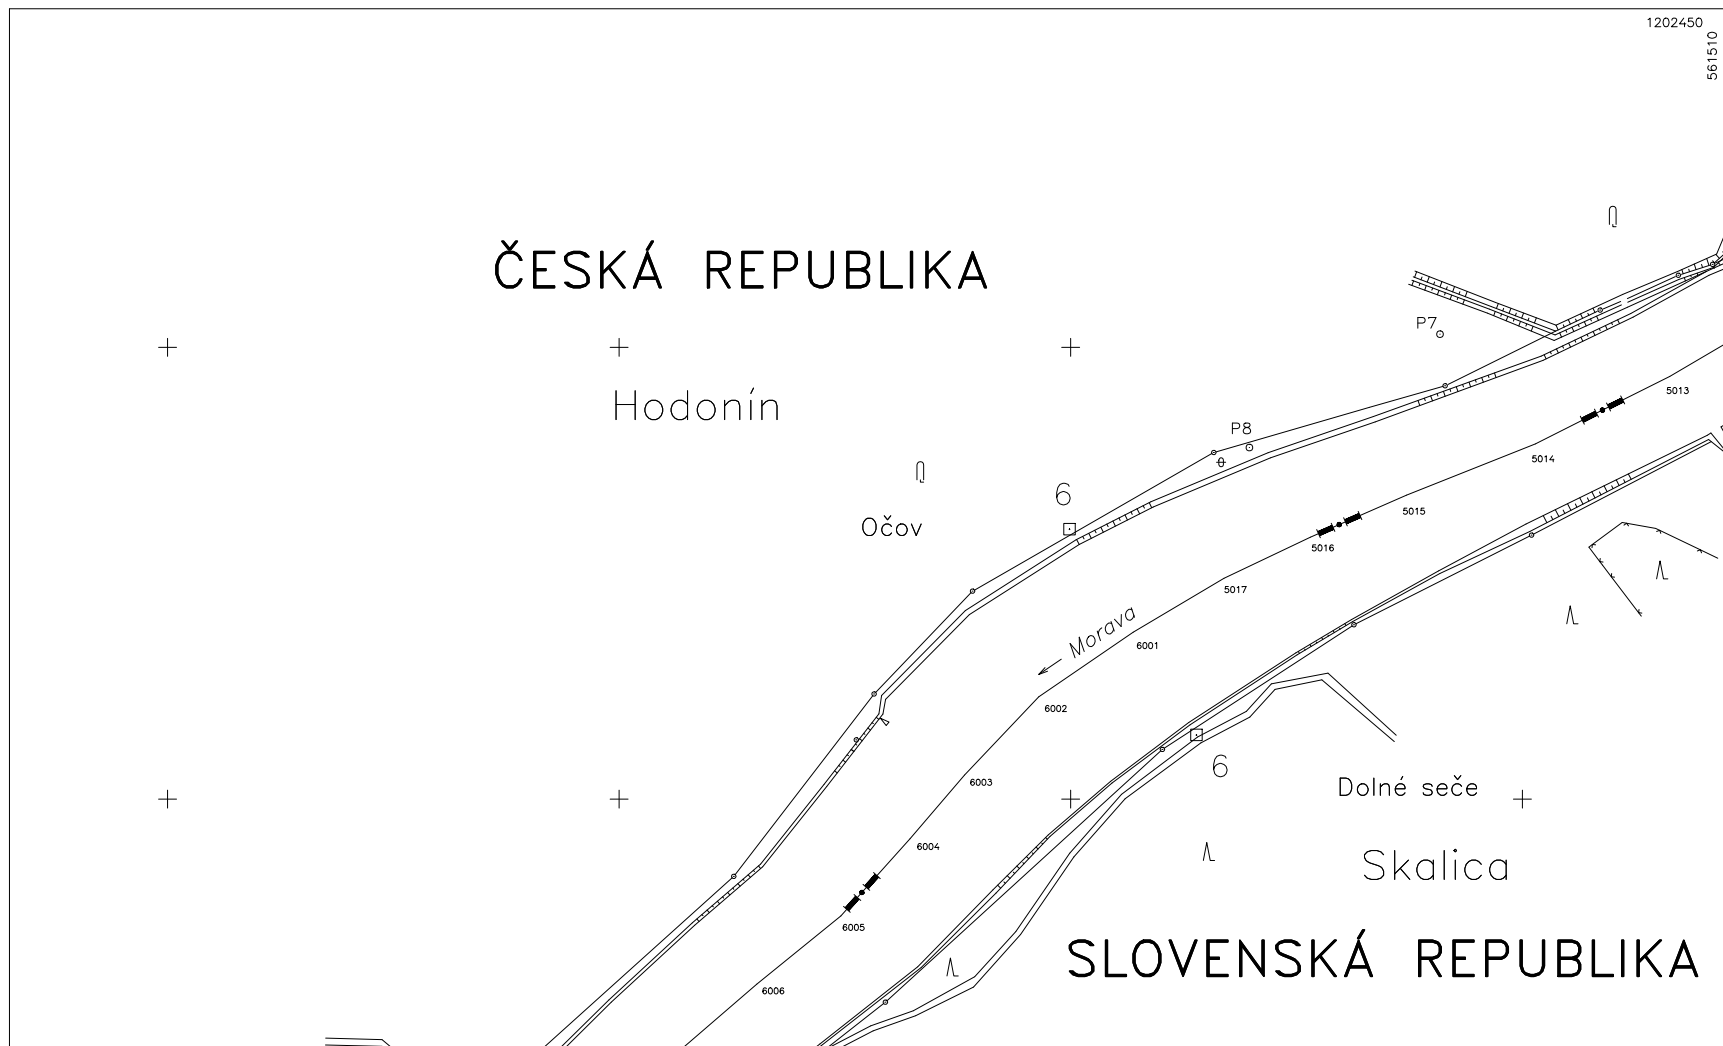 1202450
561510
ČESKÁ REPUBLIKA
P7
Hodonín
5013
P8
5014
6
5015
Očov
5016
5017
Morava
6001
6002
6
6003
Dolné seče
6004
Skalica
6005
SLOVENSKÁ REPUBLIKA
6006